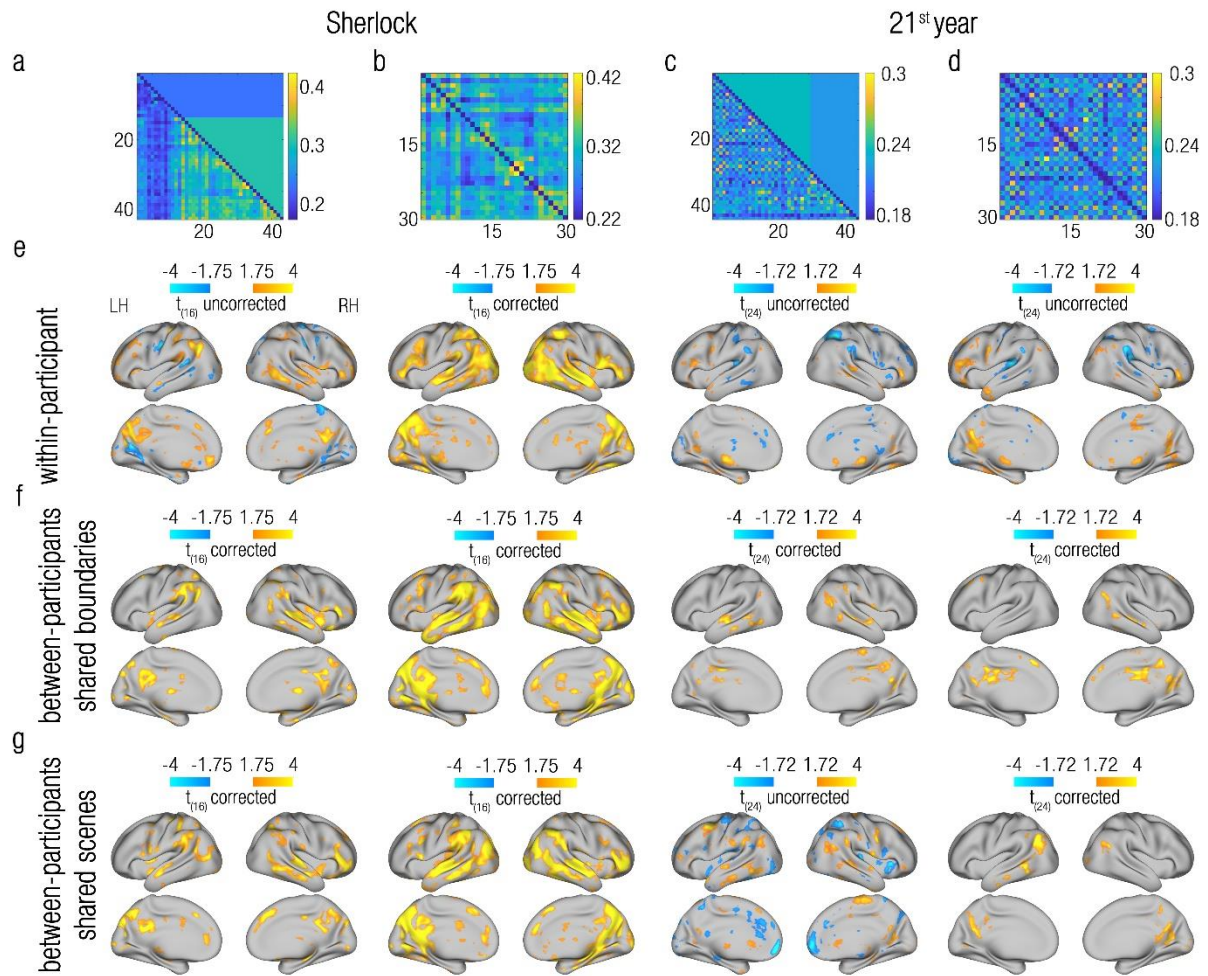 Sherlock 21st year
a b c d
0.4 0.42 0.3 0.3
20 0.3 15 0.32 20 0.24 15 0.24
40 0.2 30 0.22 40 0.18 30 0.18
20 40 15 30 20 40 15 30
e
within-participant
-4 -1.75 1.75 4 -4 -1.75 1.75 4 -4 -1.72 1.72 4 -4 -1.72 1.72 4
LH t(16) uncorrected RH t(16) corrected t(24) uncorrected t(24) uncorrected
f
between-participants
shared boundaries
-4 -1.75 1.75 4 -4 -1.75 1.75 4 -4 -1.72 1.72 4 -4 -1.72 1.72 4
t(16) corrected t(16) corrected t(24) corrected t(24) corrected
g
between-participants
shared scenes
-4 -1.75 1.75 4 -4 -1.75 1.75 4 -4 -1.72 1.72 4 -4 -1.72 1.72 4
t(16) corrected t(16) corrected t(24) uncorrected t(24) corrected